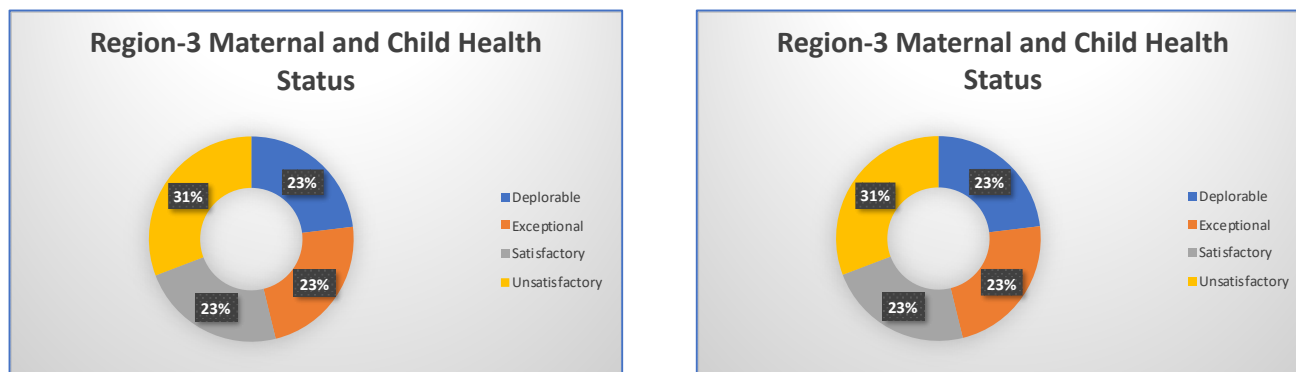 Region-3 Maternal and Child Health
Status
23%
31%
23%
23%
Deplorable
Exceptional
Satisfactory
Unsatisfactory
Region-3 Maternal and Child Health
Status
23%
31%
23%
23%
Deplorable
Exceptional
Satisfactory
Unsatisfactory